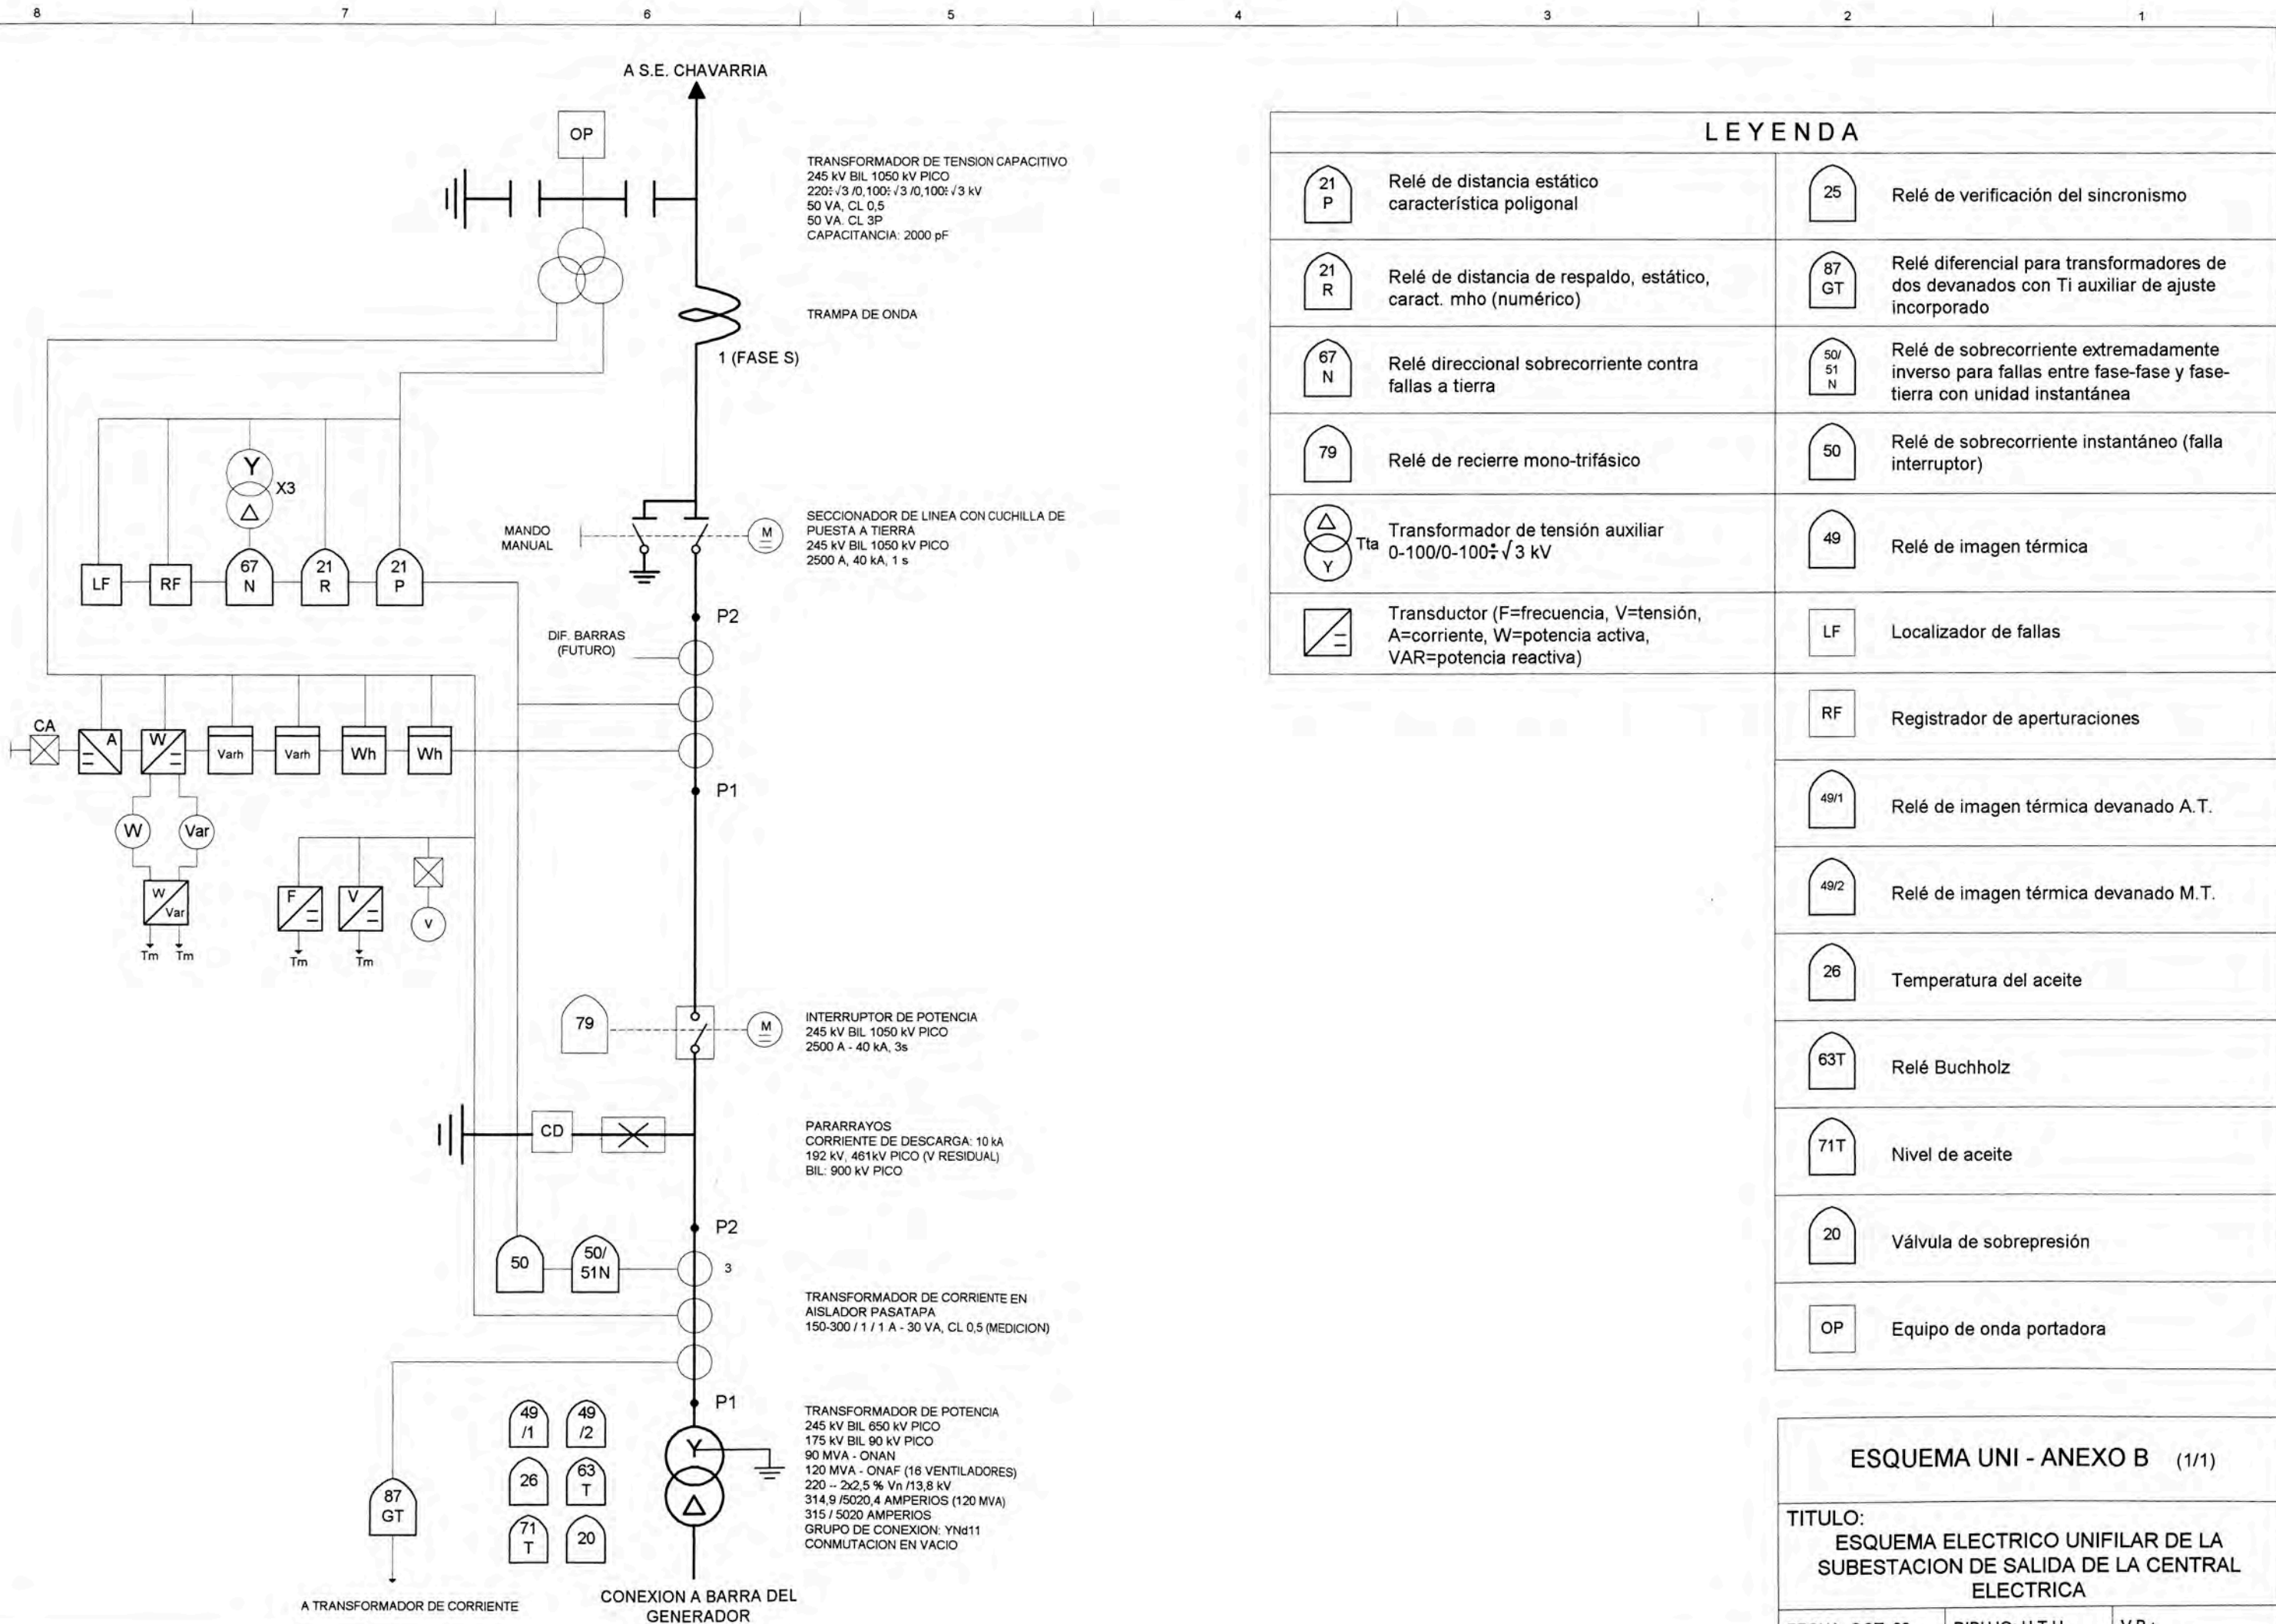 8 7 6 5 4 3 2 1
A S.E. CHAVARRIA
OP
TRANSFORMADOR DE TENSION CAPACITIVO
245 kV BIL 1050 kV PICO
220÷√3 /0,100÷√3 /0,100÷√3 kV
50 VA, CL 0,5
50 VA. CL 3P
CAPACITANCIA: 2000 pF
TRAMPA DE ONDA
1 (FASE S)
Y
X3
△
LF
RF
67
N
21
R
21
P
MANDO
MANUAL
M
SECCIONADOR DE LINEA CON CUCHILLA DE
PUESTA A TIERRA
245 kV BIL 1050 kV PICO
2500 A, 40 kA, 1 s
P2
DIF. BARRAS
(FUTURO)
CA
A
W
Varh
Varh
Wh
Wh
P1
W
Var
W
Var
F
V
V
Tm
Tm
Tm
Tm
79
M
INTERRUPTOR DE POTENCIA
245 kV BIL 1050 kV PICO
2500 A - 40 kA, 3s
CD
PARARRAYOS
CORRIENTE DE DESCARGA: 10 kA
192 kV, 461kV PICO (V RESIDUAL)
BIL: 900 kV PICO
P2
50
50/
51N
3
TRANSFORMADOR DE CORRIENTE EN
AISLADOR PASATAPA
150-300 / 1 / 1 A - 30 VA, CL 0,5 (MEDICION)
P1
49
/1
49
/2
26
63
T
71
T
20
87
GT
Y
△
TRANSFORMADOR DE POTENCIA
245 kV BIL 650 kV PICO
175 kV BIL 90 kV PICO
90 MVA - ONAN
120 MVA - ONAF (16 VENTILADORES)
220 -- 2x2,5 % Vn /13,8 kV
314,9 /5020,4 AMPERIOS (120 MVA)
315 / 5020 AMPERIOS
GRUPO DE CONEXION: YNd11
CONMUTACION EN VACIO
A TRANSFORMADOR DE CORRIENTE
CONEXION A BARRA DEL
GENERADOR
LEYENDA
21
P
Relé de distancia estático
característica poligonal
25
Relé de verificación del sincronismo
21
R
Relé de distancia de respaldo, estático,
caract. mho (numérico)
87
GT
Relé diferencial para transformadores de
dos devanados con Ti auxiliar de ajuste
incorporado
67
N
Relé direccional sobrecorriente contra
fallas a tierra
50/
51
N
Relé de sobrecorriente extremadamente
inverso para fallas entre fase-fase y fase-
tierra con unidad instantánea
79
Relé de recierre mono-trifásico
50
Relé de sobrecorriente instantáneo (falla
interruptor)
△
Y
Tta
Transformador de tensión auxiliar
0-100/0-100÷√3 kV
49
Relé de imagen térmica
Transductor (F=frecuencia, V=tensión,
A=corriente, W=potencia activa,
VAR=potencia reactiva)
LF
Localizador de fallas
RF
Registrador de aperturaciones
49/1
Relé de imagen térmica devanado A.T.
49/2
Relé de imagen térmica devanado M.T.
26
Temperatura del aceite
63T
Relé Buchholz
71T
Nivel de aceite
20
Válvula de sobrepresión
OP
Equipo de onda portadora
ESQUEMA UNI - ANEXO B (1/1)
TITULO:
ESQUEMA ELECTRICO UNIFILAR DE LA
SUBESTACION DE SALIDA DE LA CENTRAL
ELECTRICA